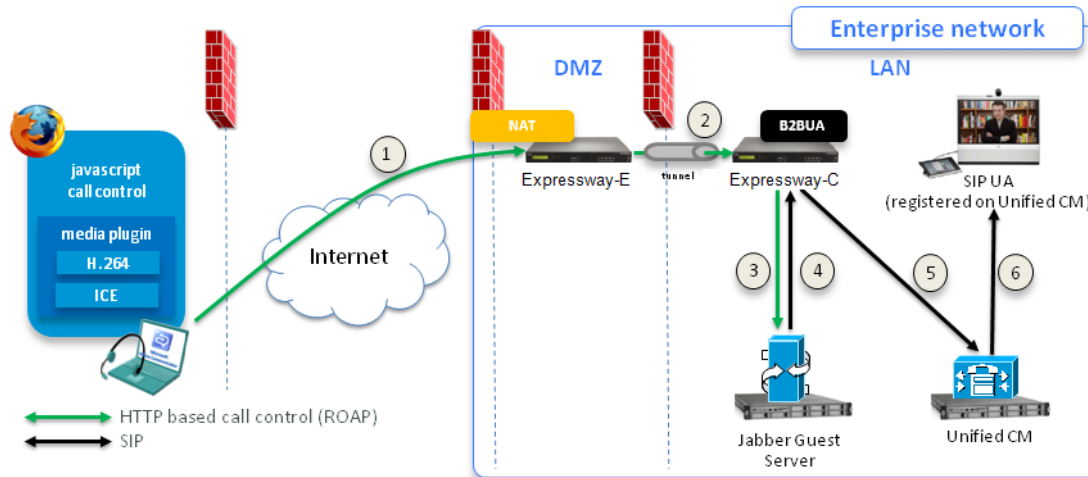 Enterprise network
DMZ
LAN
NAT
B2BUA
1
2
javascript
call control
media plugin
H.264
ICE
Expressway-E
tunnel
Expressway-C
SIP UA
(registered on Unified CM)
Internet
3
4
5
6
HTTP based call control (ROAP)
SIP
Jabber Guest
Server
Unified CM